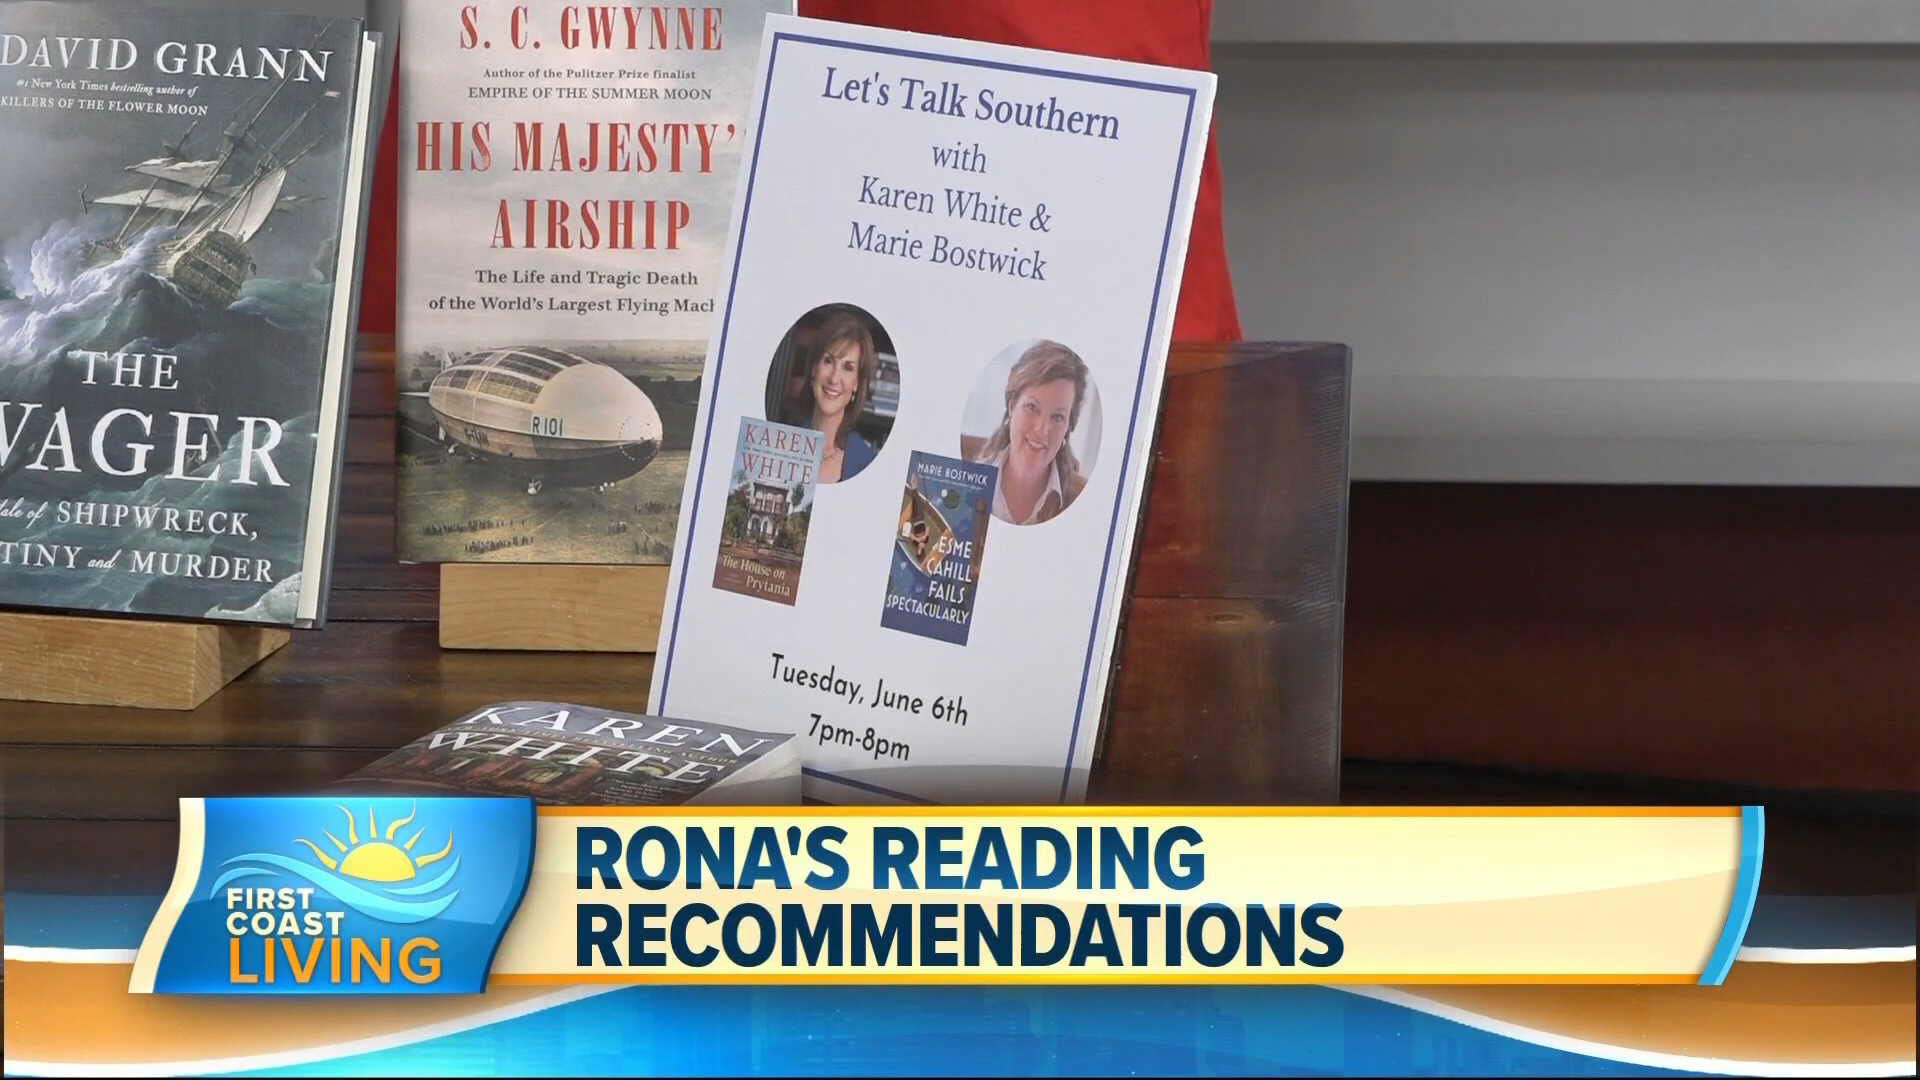 DAVID GRANN
#1 New York Times bestselling author of
KILLERS OF THE FLOWER MOON
THE
WAGER
tale of SHIPWRECK,
TINY and MURDER
S. C. GWYNNE
Author of the Pulitzer Prize finalist
EMPIRE OF THE SUMMER MOON
HIS MAJESTY'
AIRSHIP
The Life and Tragic Death
of the World's Largest Flying Mach
R101
Let's Talk Southern
with
Karen White &
Marie Bostwick
KAREN
WHITE
The House on
Prytania
MARIE BOSTWICK
ESME
CAHILL
FAILS
SPECTACULARLY
Tuesday, June 6th
7pm-8pm
KAREN
WHITE
FIRST
COAST
LIVING
RONA'S READING
RECOMMENDATIONS